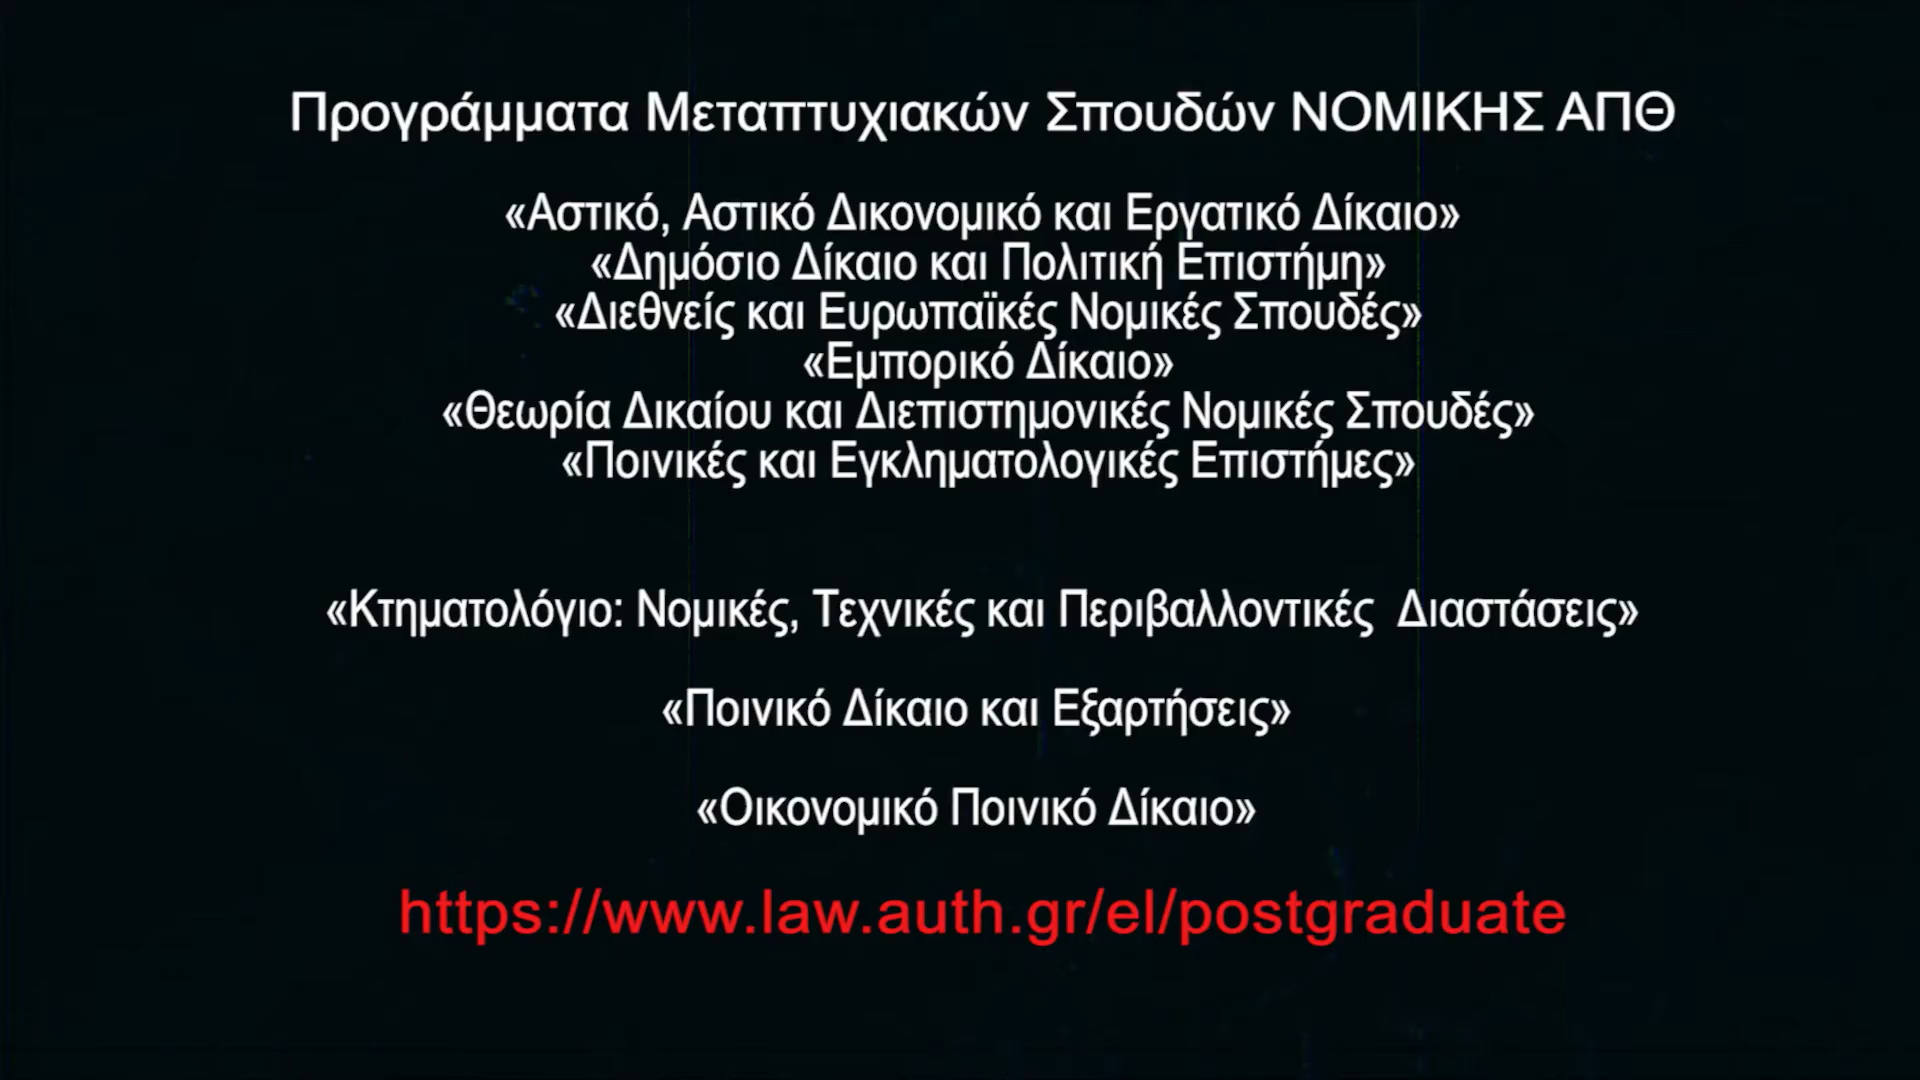 Προγράμματα Μεταπτυχιακών Σπουδών ΝΟΜΙΚΗΣ ΑΠΘ
«Αστικό, Αστικό Δικονομικό και Εργατικό Δίκαιο»
«Δημόσιο Δίκαιο και Πολιτική Επιστήμη»
«Διεθνείς και Ευρωπαϊκές Νομικές Σπουδές»
«Εμπορικό Δίκαιο»
«Θεωρία Δικαίου και Διεπιστημονικές Νομικές Σπουδές»
«Ποινικές και Εγκληματολογικές Επιστήμες»
«Κτηματολόγιο: Νομικές, Τεχνικές και Περιβαλλοντικές  Διαστάσεις»
«Ποινικό Δίκαιο και Εξαρτήσεις»
«Οικονομικό Ποινικό Δίκαιο»
https://www.law.auth.gr/el/postgraduate